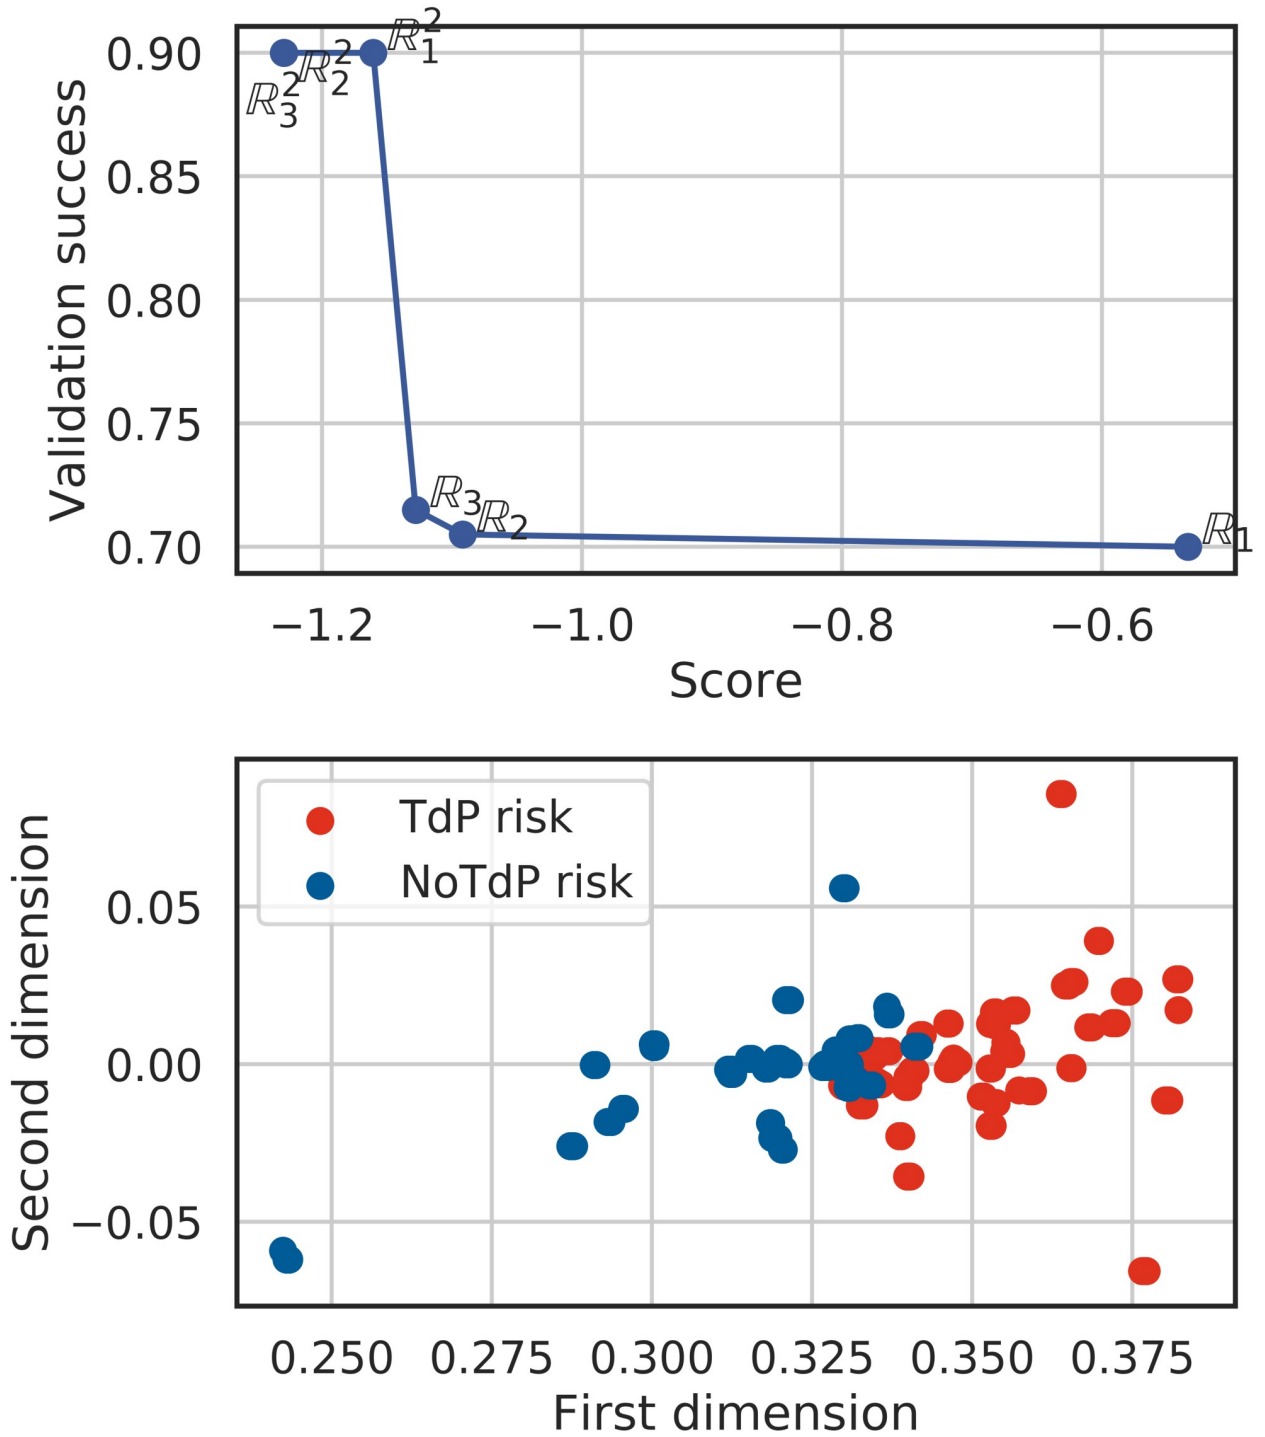 0.90
0.85
0.80
0.75
0.70
Validation success
ℝ₁²
ℝ₂²
ℝ₃²
ℝ₃
ℝ₂
ℝ₁
−1.2 −1.0 −0.8 −0.6
Score
TdP risk
NoTdP risk
0.05
0.00
−0.05
Second dimension
0.250 0.275 0.300 0.325 0.350 0.375
First dimension